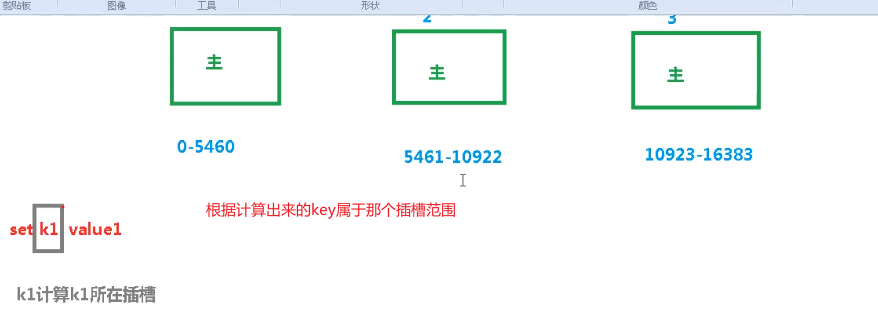 剪贴板 图像 工具 形状 颜色
2 3
主 主 主
0-5460 5461-10922 10923-16383
根据计算出来的key属于那个插槽范围
set k1 value1
k1计算k1所在插槽